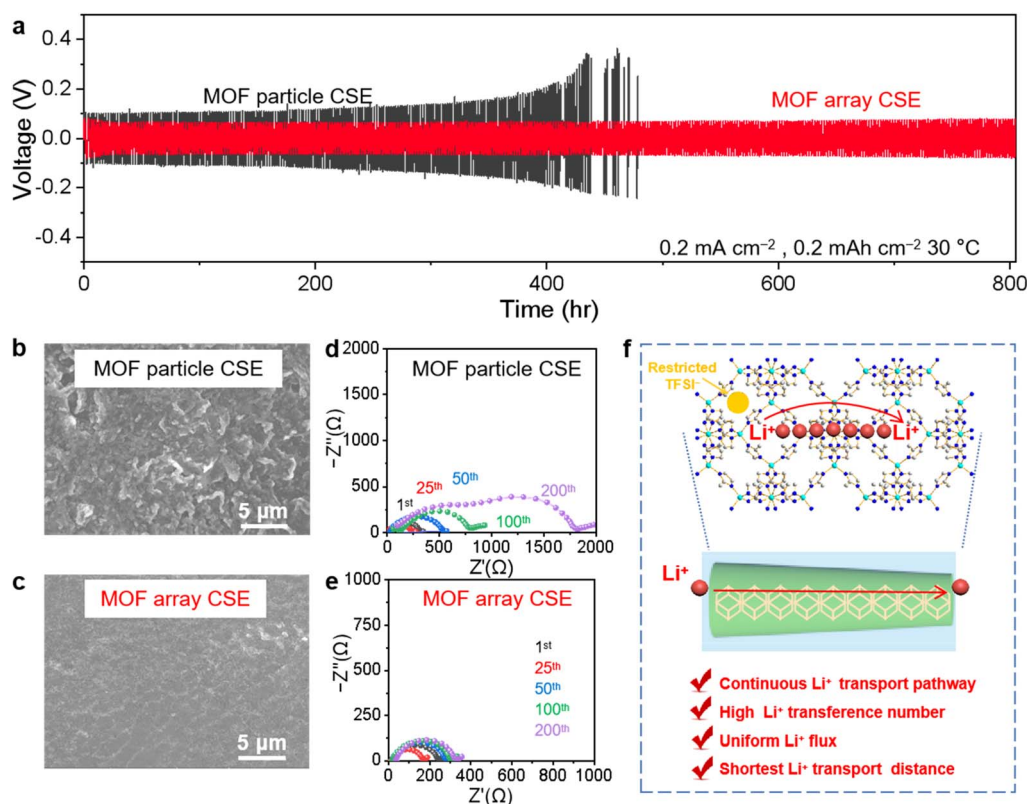 a
0.4
0.2
0.0
-0.2
-0.4
Voltage (V)
MOF particle CSE
MOF array CSE
0.2 mA cm⁻² , 0.2 mAh cm⁻² 30 °C
0
200
400
600
800
Time (hr)
b
MOF particle CSE
5 µm
c
MOF array CSE
5 µm
d
MOF particle CSE
2000
1750
1500
1250
1000
750
500
250
0
−Z''(Ω)
1ˢᵗ
25ᵗʰ
50ᵗʰ
100ᵗʰ
200ᵗʰ
0
500
1000
1500
2000
Z'(Ω)
e
MOF array CSE
1000
750
500
250
0
−Z''(Ω)
1ˢᵗ
25ᵗʰ
50ᵗʰ
100ᵗʰ
200ᵗʰ
0
200
400
600
800
1000
Z'(Ω)
f
Restricted
TFSI⁻
Li⁺
Li⁺
Li⁺
Continuous Li⁺ transport pathway
High Li⁺ transference number
Uniform Li⁺ flux
Shortest Li⁺ transport distance